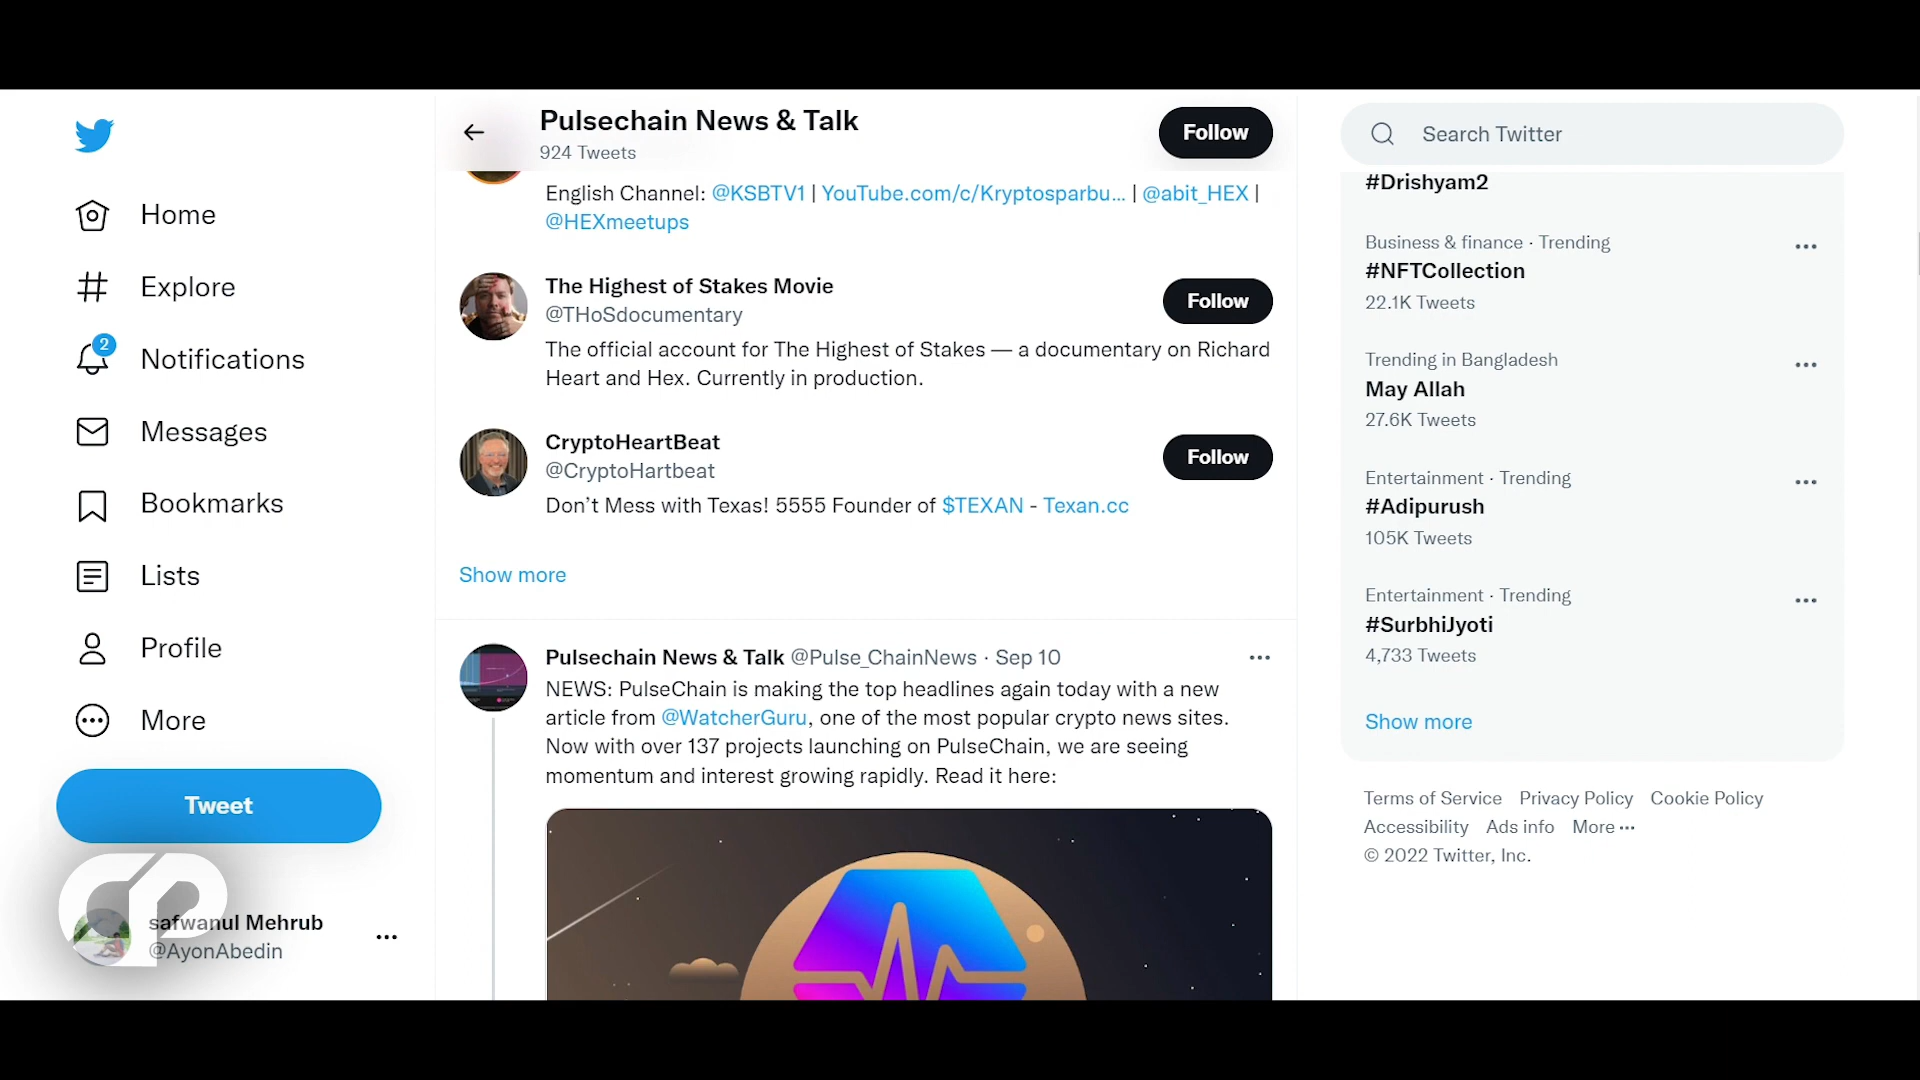 Pulsechain News & Talk
924 Tweets
Follow
Search Twitter
Home
Explore
2
Notifications
Messages
Bookmarks
Lists
Profile
More
Tweet
safwanul Mehrub
@AyonAbedin
English Channel: @KSBTV1 | YouTube.com/c/Kryptosparbu... | @abit_HEX |
@HEXmeetups
The Highest of Stakes Movie
@THoSdocumentary
Follow
The official account for The Highest of Stakes — a documentary on Richard
Heart and Hex. Currently in production.
CryptoHeartBeat
@CryptoHartbeat
Follow
Don’t Mess with Texas! 5555 Founder of $TEXAN - Texan.cc
Show more
Pulsechain News & Talk @Pulse_ChainNews · Sep 10
NEWS: PulseChain is making the top headlines again today with a new
article from @WatcherGuru, one of the most popular crypto news sites.
Now with over 137 projects launching on PulseChain, we are seeing
momentum and interest growing rapidly. Read it here:
#Drishyam2
Business & finance · Trending
#NFTCollection
22.1K Tweets
Trending in Bangladesh
May Allah
27.6K Tweets
Entertainment · Trending
#Adipurush
105K Tweets
Entertainment · Trending
#SurbhiJyoti
4,733 Tweets
Show more
Terms of Service Privacy Policy Cookie Policy
Accessibility Ads info More ···
© 2022 Twitter, Inc.